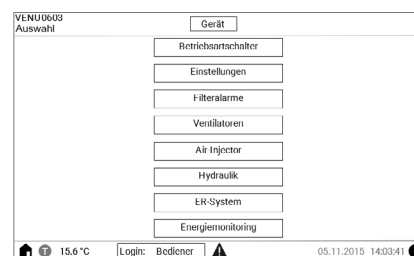 VENU0603
Auswahl
Gerät
Betriebsartschalter
Einstellungen
Filteralarme
Ventilatoren
Air-Injector
Hydraulik
ER-System
Energiemonitoring
T 15.6 °C Login: Bediener 05.11.2015 14:03:41